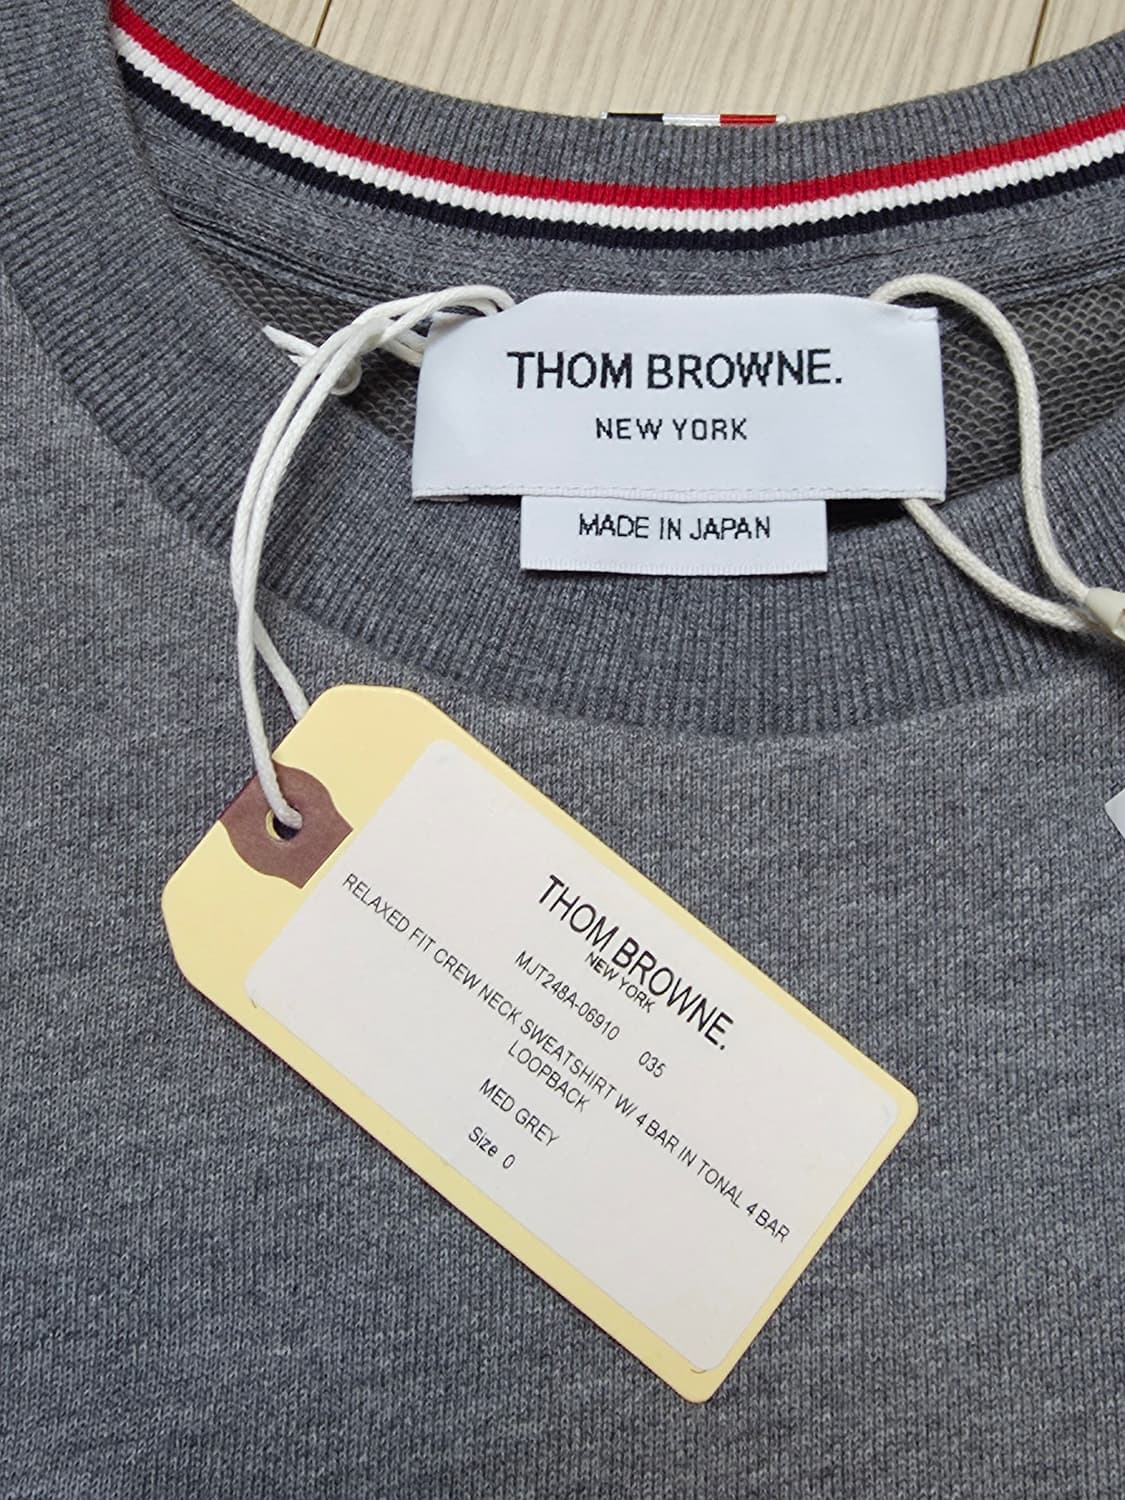 THOM BROWNE.
NEW YORK
MADE IN JAPAN
THOM BROWNE.
NEW YORK
MJT248A-06910 035
RELAXED FIT CREW NECK SWEATSHIRT W/ 4 BAR IN TONAL 4 BAR
LOOPBACK
MED GREY
Size 0